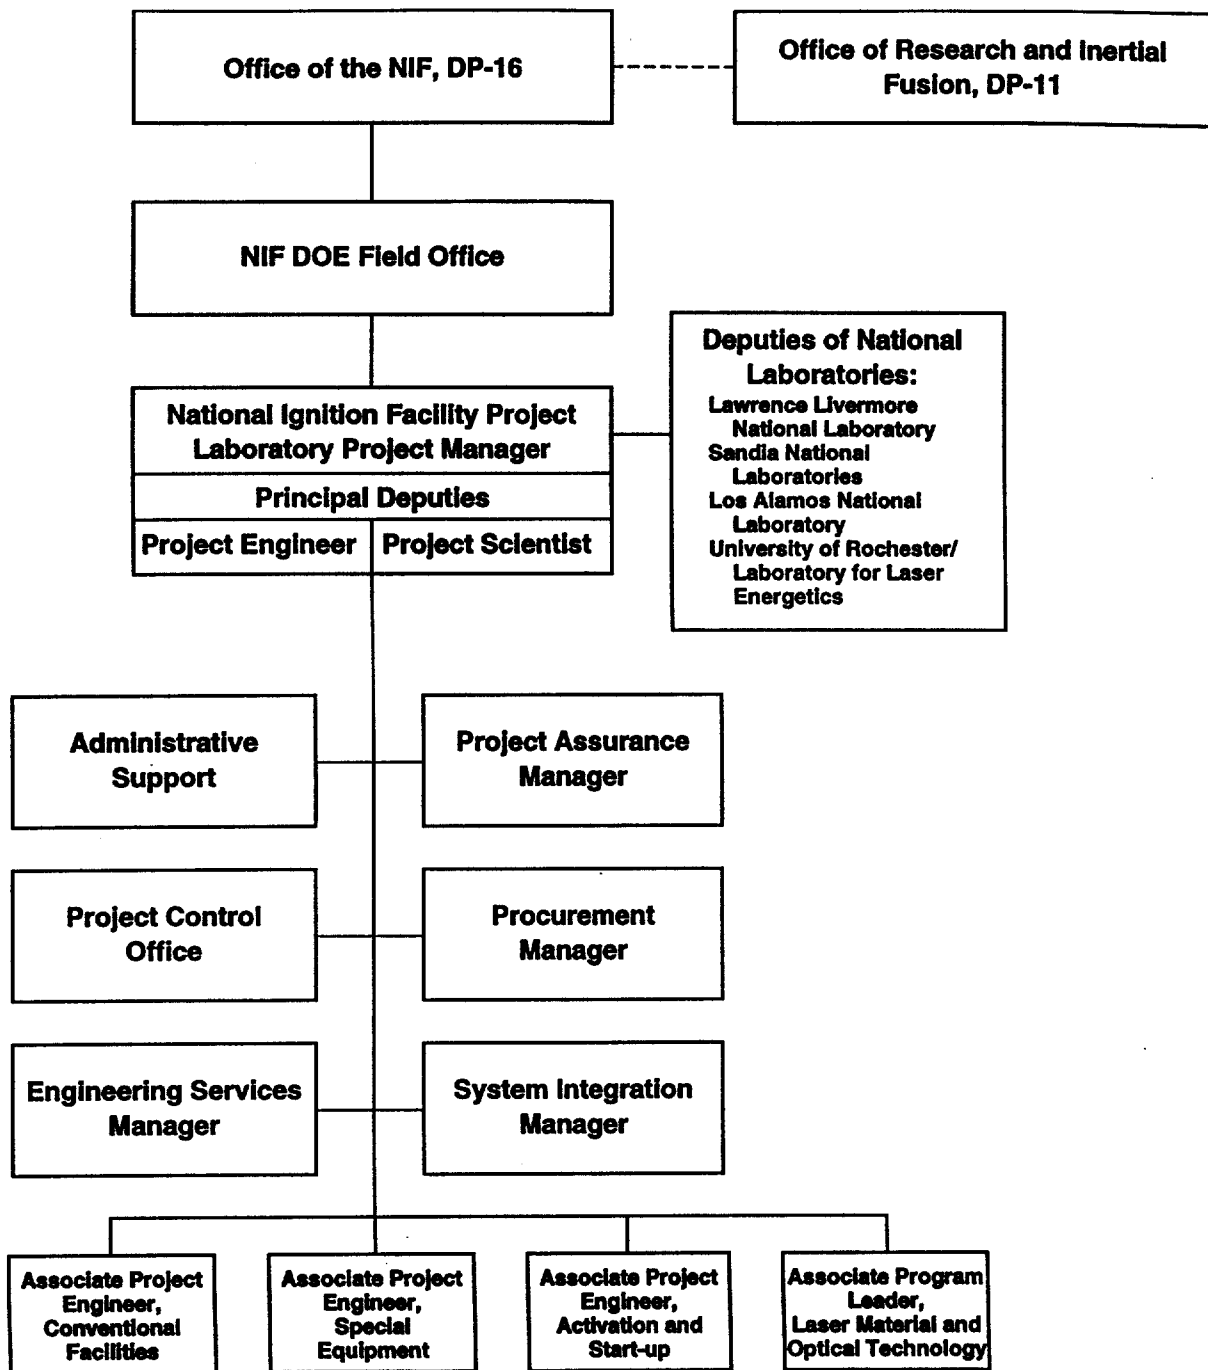 Office of the NIF, DP-16
Office of Research and Inertial
Fusion, DP-11
NIF DOE Field Office
National Ignition Facility Project
Laboratory Project Manager
Principal Deputies
Project Engineer
Project Scientist
Deputies of National
Laboratories:
Lawrence Livermore
National Laboratory
Sandia National
Laboratories
Los Alamos National
Laboratory
University of Rochester/
Laboratory for Laser
Energetics
Administrative
Support
Project Assurance
Manager
Project Control
Office
Procurement
Manager
Engineering Services
Manager
System Integration
Manager
Associate Project
Engineer,
Conventional
Facilities
Associate Project
Engineer,
Special
Equipment
Associate Project
Engineer,
Activation and
Start-up
Associate Program
Leader,
Laser Material and
Optical Technology